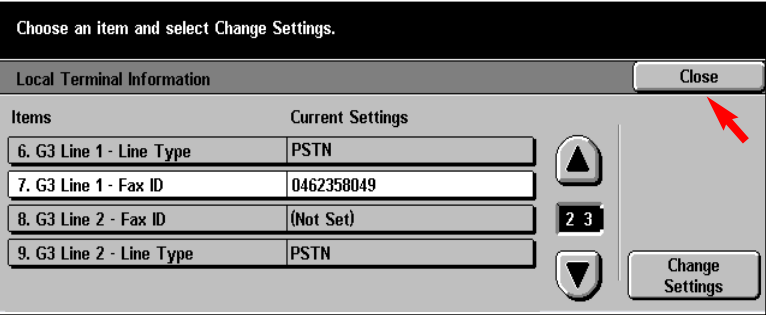 Choose an item and select Change Settings.
Local Terminal Information
Close
Items Current Settings
6. G3 Line 1 - Line Type PSTN
7. G3 Line 1 - Fax ID 0462358049
8. G3 Line 2 - Fax ID (Not Set)
2 3
9. G3 Line 2 - Line Type PSTN
Change
Settings